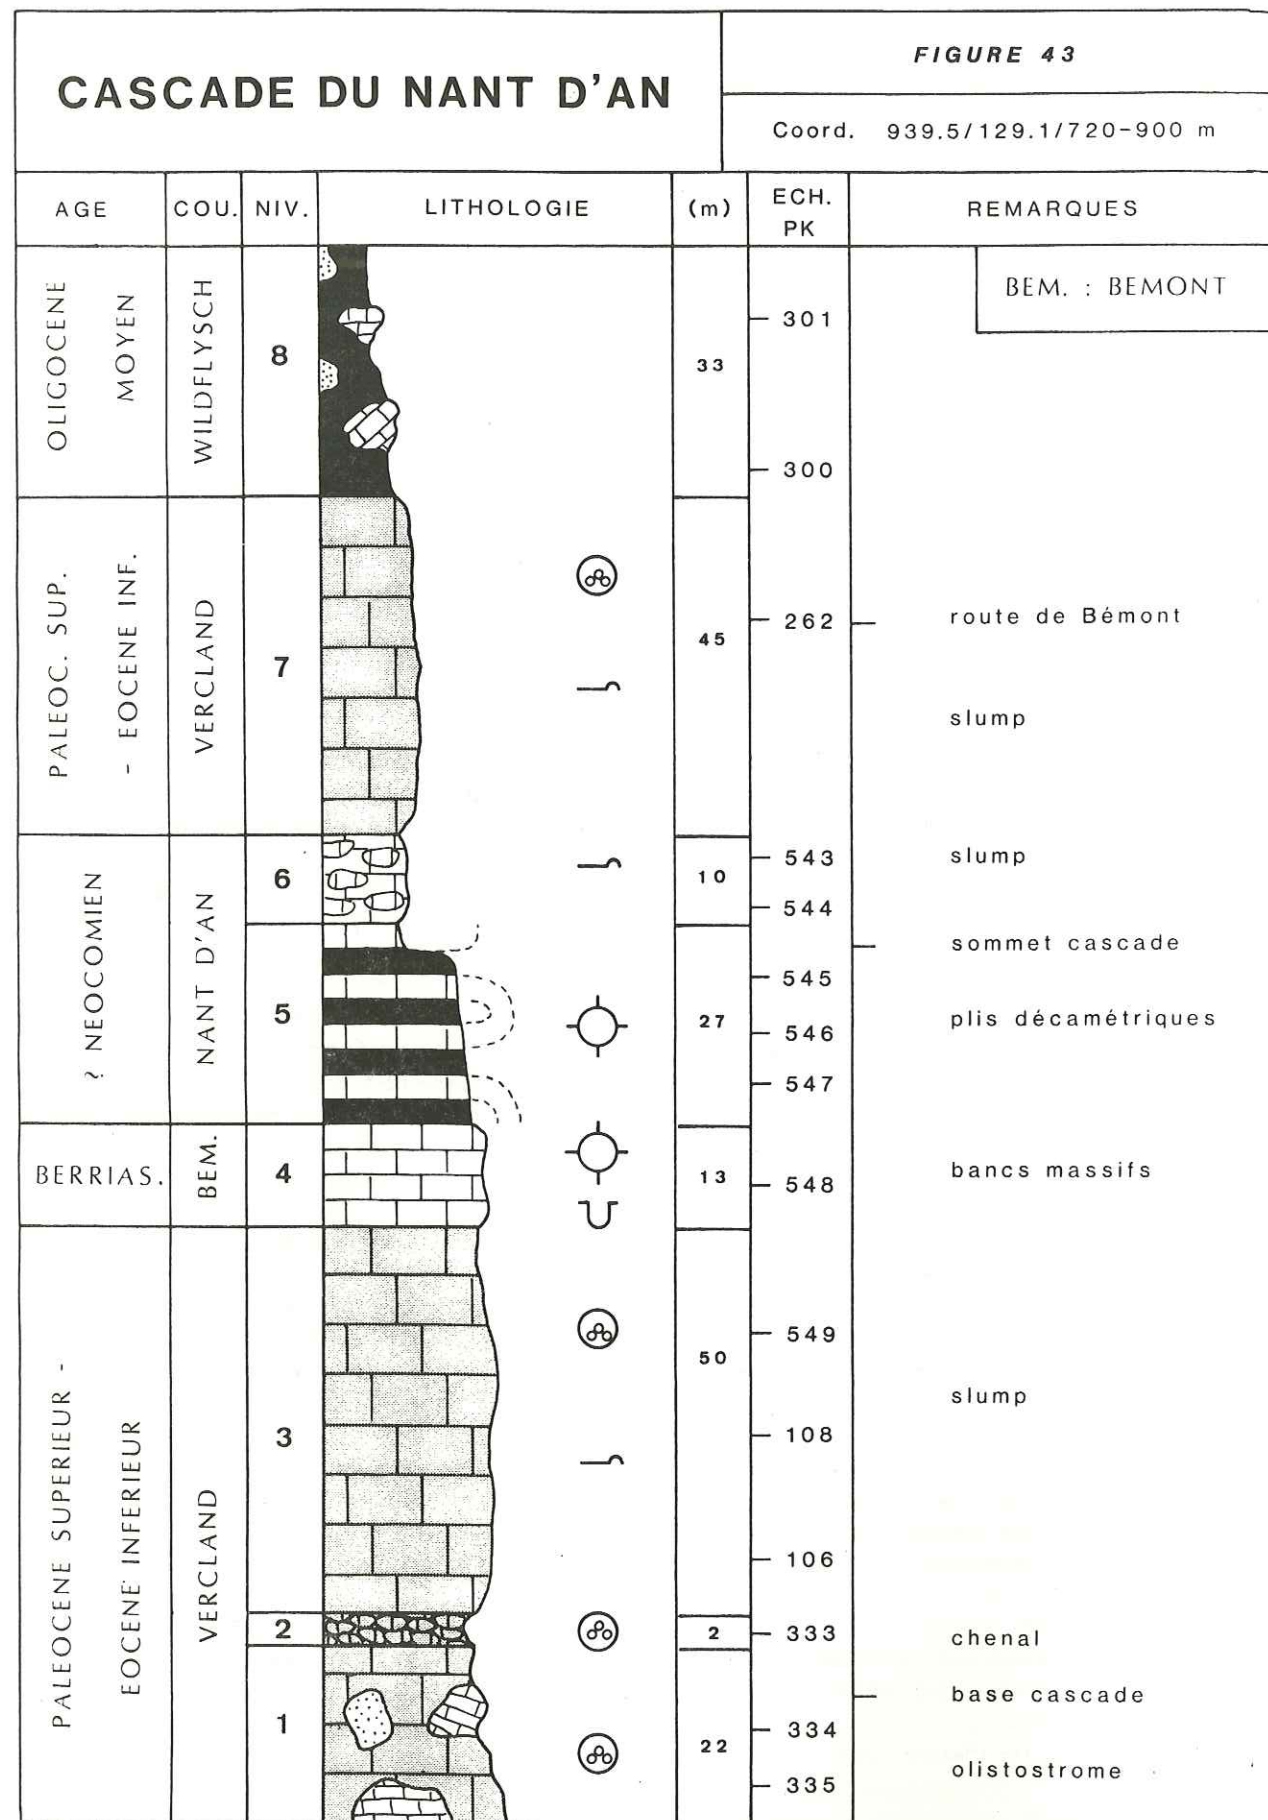 CASCADE DU NANT D'AN
FIGURE 43
Coord. 939.5/129.1/720-900 m
AGE
COU.
NIV.
LITHOLOGIE
(m)
ECH.
PK
REMARQUES
BEM. : BEMONT
OLIGOCENE
MOYEN
WILDFLYSCH
8
33
301
300
PALEOC. SUP.
- EOCENE INF.
VERCLAND
7
45
262
route de Bémont
slump
? NEOCOMIEN
NANT D'AN
6
10
543
slump
544
sommet cascade
5
27
545
546
plis décamétriques
547
BERRIAS.
BEM.
4
13
548
bancs massifs
PALEOCENE SUPERIEUR -
EOCENE INFERIEUR
VERCLAND
3
50
549
slump
108
106
2
2
333
chenal
base cascade
1
22
334
olistostrome
335